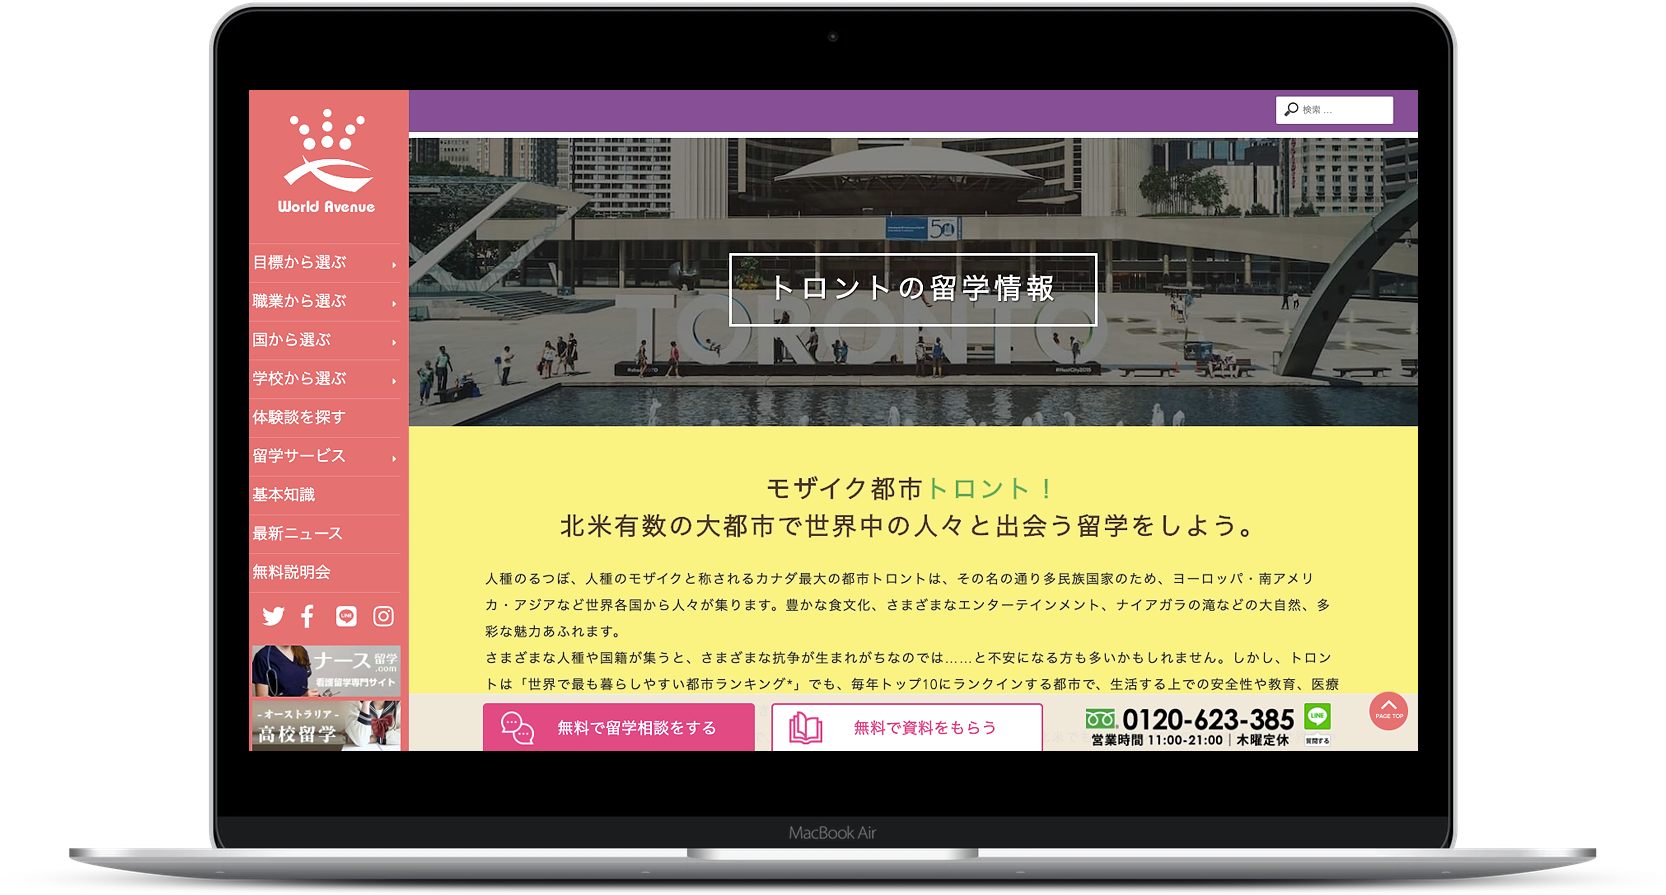 World Avenue
目標から選ぶ
職業から選ぶ
国から選ぶ
学校から選ぶ
体験談を探す
留学サービス
基本知識
最新ニュース
無料説明会
LINE
ナース留学
.com
看護留学専門サイト
-オーストラリア-
高校留学
検索 ...
50
トロントの留学情報
TORONTO
モザイク都市トロント！
北米有数の大都市で世界中の人々と出会う留学をしよう。
人種のるつぼ、人種のモザイクと称されるカナダ最大の都市トロントは、その名の通り多民族国家のため、ヨーロッパ・南アメリ
カ・アジアなど世界各国から人々が集ります。豊かな食文化、さまざまなエンターテインメント、ナイアガラの滝などの大自然、多
彩な魅力あふれます。
さまざまな人種や国籍が集うと、さまざまな抗争が生まれがちなのでは……と不安になる方も多いかもしれません。しかし、トロン
トは「世界で最も暮らしやすい都市ランキング*」でも、毎年トップ10にランクインする都市で、生活する上での安全性や教育、医療
無料で留学相談をする
無料で資料をもらう
0120-623-385
営業時間 11:00-21:00｜木曜定休
LINE
質問する
PAGE TOP
MacBook Air